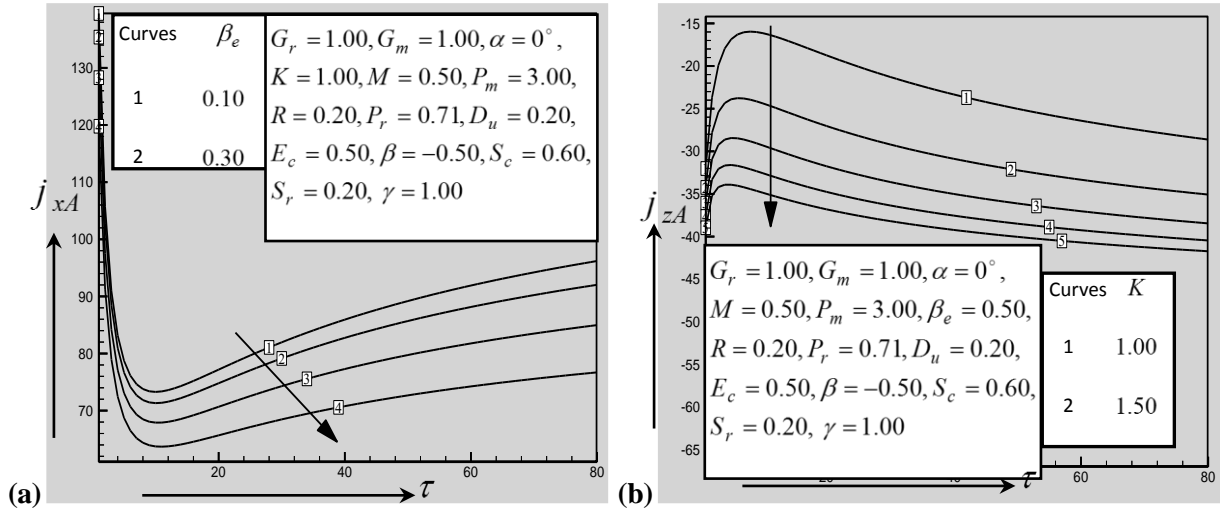 Curves β_e
1 0.10
2 0.30
G_r = 1.00, G_m = 1.00, α = 0°,
K = 1.00, M = 0.50, P_m = 3.00,
R = 0.20, P_r = 0.71, D_u = 0.20,
E_c = 0.50, β = −0.50, S_c = 0.60,
S_r = 0.20, γ = 1.00
130
110
100
90
80
70
j_xA
1
2
3
4
20 40 60 80
τ
(a)
-15
-20
-25
-30
-35
-40
-45
-50
-55
-60
-65
j_zA
1
2
3
4
5
G_r = 1.00, G_m = 1.00, α = 0°,
M = 0.50, P_m = 3.00, β_e = 0.50,
R = 0.20, P_r = 0.71, D_u = 0.20,
E_c = 0.50, β = −0.50, S_c = 0.60,
S_r = 0.20, γ = 1.00
Curves K
1 1.00
2 1.50
60 80
τ
(b)